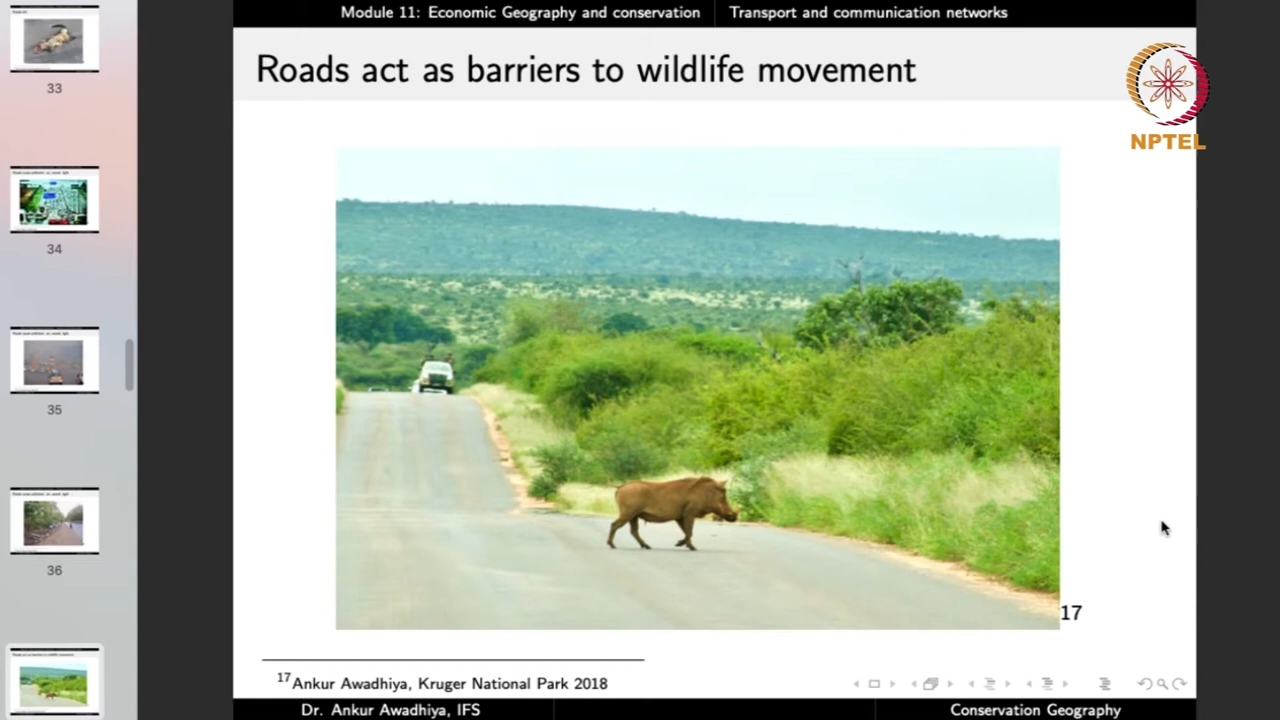 Module 11: Economic Geography and conservation Transport and communication networks
Roads act as barriers to wildlife movement
NPTEL
33
34
35
36
17
17Ankur Awadhiya, Kruger National Park 2018
Dr. Ankur Awadhiya, IFS Conservation Geography